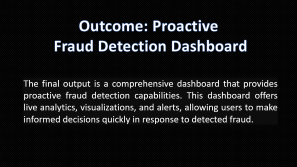 Outcome: Proactive
Fraud Detection Dashboard
The final output is a comprehensive dashboard that provides
proactive fraud detection capabilities. This dashboard offers
live analytics, visualizations, and alerts, allowing users to make
informed decisions quickly in response to detected fraud.